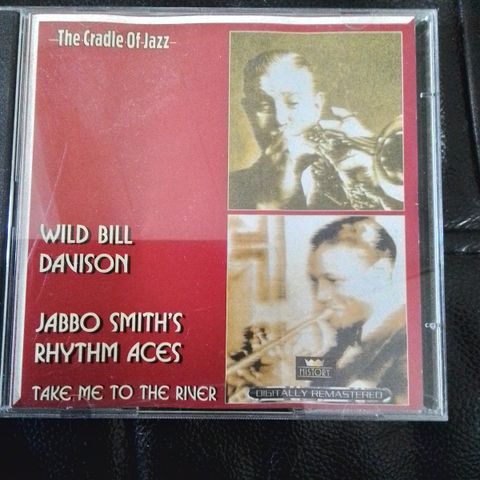 The Cradle Of Jazz
WILD BILL
DAVISON
JABBO SMITH'S
RHYTHM ACES
TAKE ME TO THE RIVER
HISTORY
DIGITALLY REMASTERED